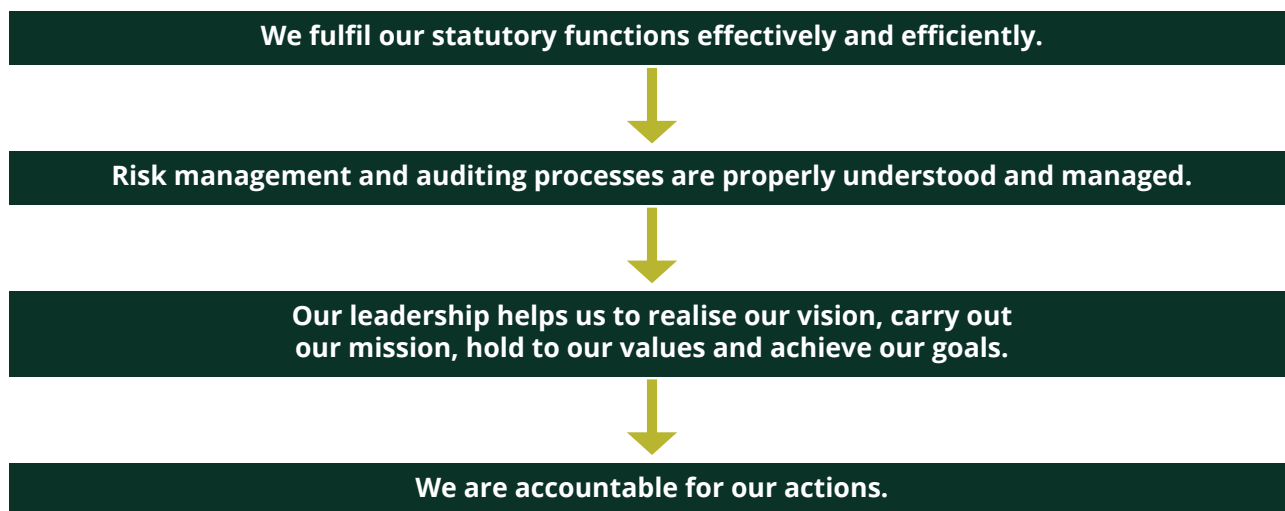 We fulfil our statutory functions effectively and efficiently.
Risk management and auditing processes are properly understood and managed.
Our leadership helps us to realise our vision, carry out
our mission, hold to our values and achieve our goals.
We are accountable for our actions.